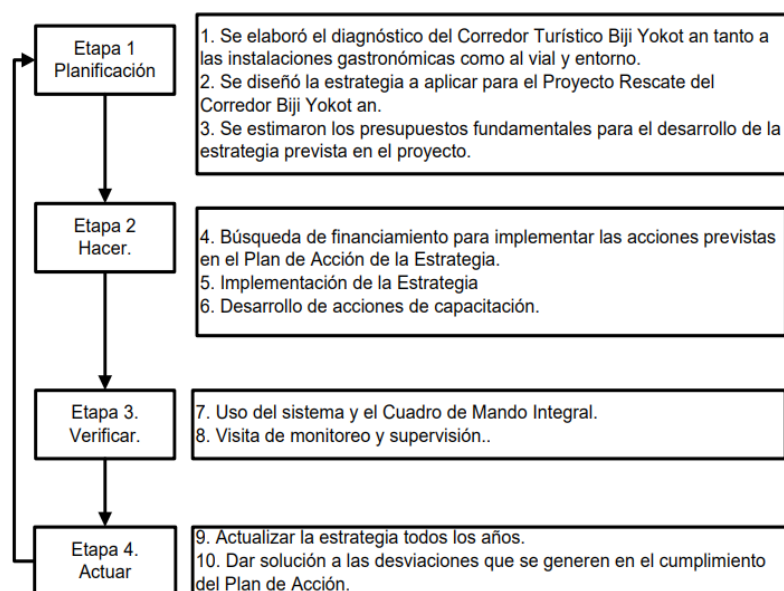 Etapa 1
Planificación
1. Se elaboró el diagnóstico del Corredor Turístico Biji Yokot an tanto a
las instalaciones gastronómicas como al vial y entorno.
2. Se diseñó la estrategia a aplicar para el Proyecto Rescate del
Corredor Biji Yokot an.
3. Se estimaron los presupuestos fundamentales para el desarrollo de la
estrategia prevista en el proyecto.
Etapa 2
Hacer.
4. Búsqueda de financiamiento para implementar las acciones previstas
en el Plan de Acción de la Estrategia.
5. Implementación de la Estrategia
6. Desarrollo de acciones de capacitación.
Etapa 3.
Verificar.
7. Uso del sistema y el Cuadro de Mando Integral.
8. Visita de monitoreo y supervisión..
Etapa 4.
Actuar
9. Actualizar la estrategia todos los años.
10. Dar solución a las desviaciones que se generen en el cumplimiento
del Plan de Acción.